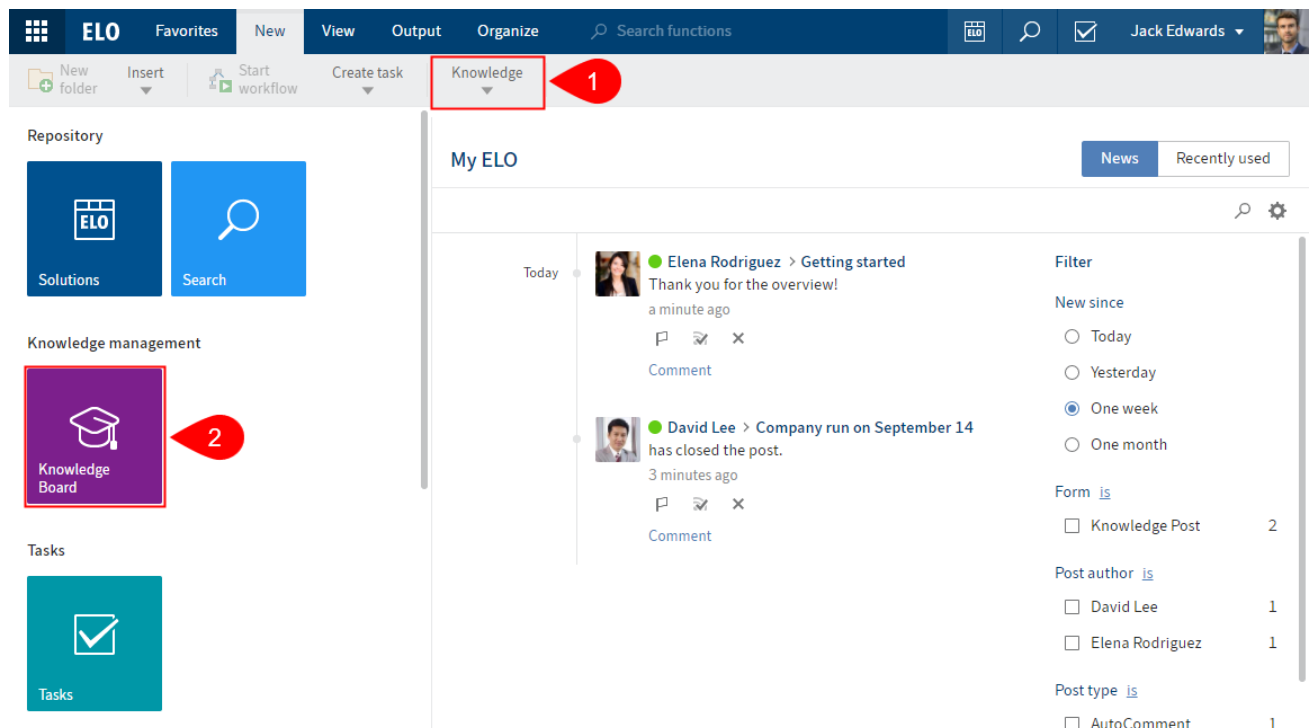 ELO Favorites New View Output Organize Search functions ELO Jack Edwards
New folder Insert Start workflow Create task Knowledge 1
Repository
ELO
Solutions
Search
Knowledge management
2
Knowledge
Board
Tasks
Tasks
My ELO
News Recently used
Today
Elena Rodriguez > Getting started
Thank you for the overview!
a minute ago
Comment
David Lee > Company run on September 14
has closed the post.
3 minutes ago
Comment
Filter
New since
Today
Yesterday
One week
One month
Form is
Knowledge Post 2
Post author is
David Lee 1
Elena Rodriguez 1
Post type is
AutoComment 1